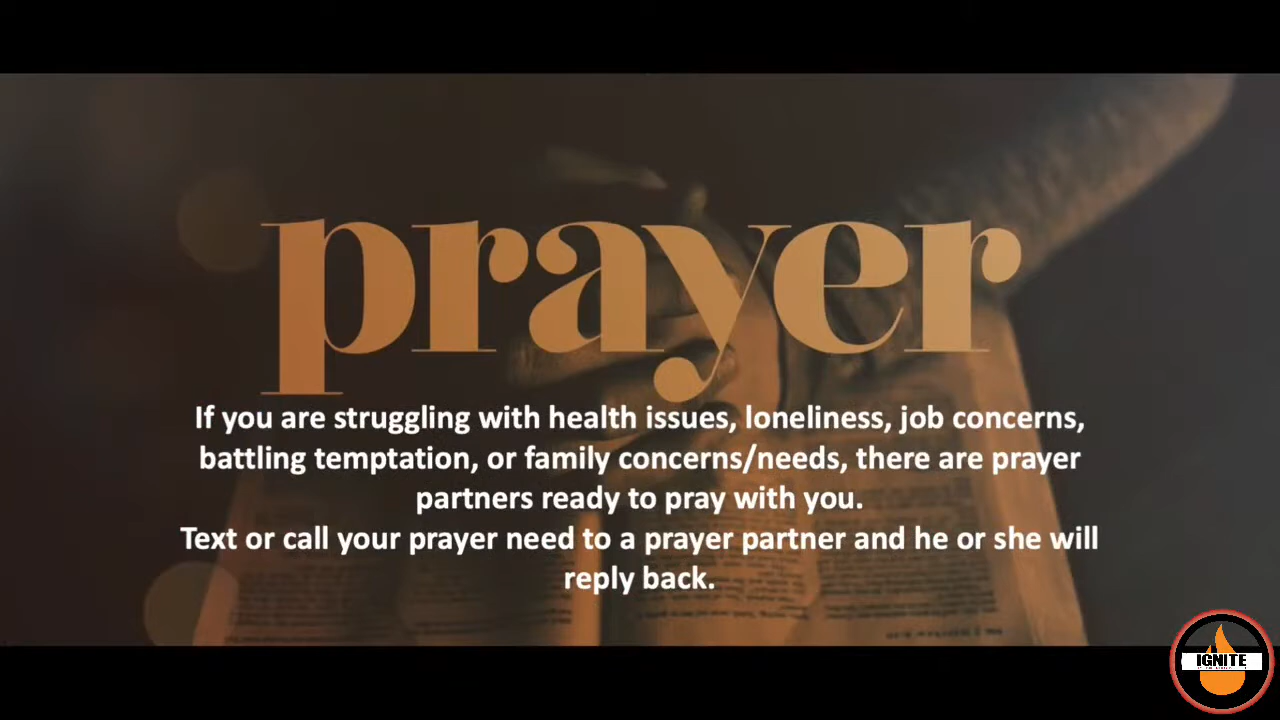 prayer
If you are struggling with health issues, loneliness, job concerns,
battling temptation, or family concerns/needs, there are prayer
partners ready to pray with you.
Text or call your prayer need to a prayer partner and he or she will
reply back.
IGNITE